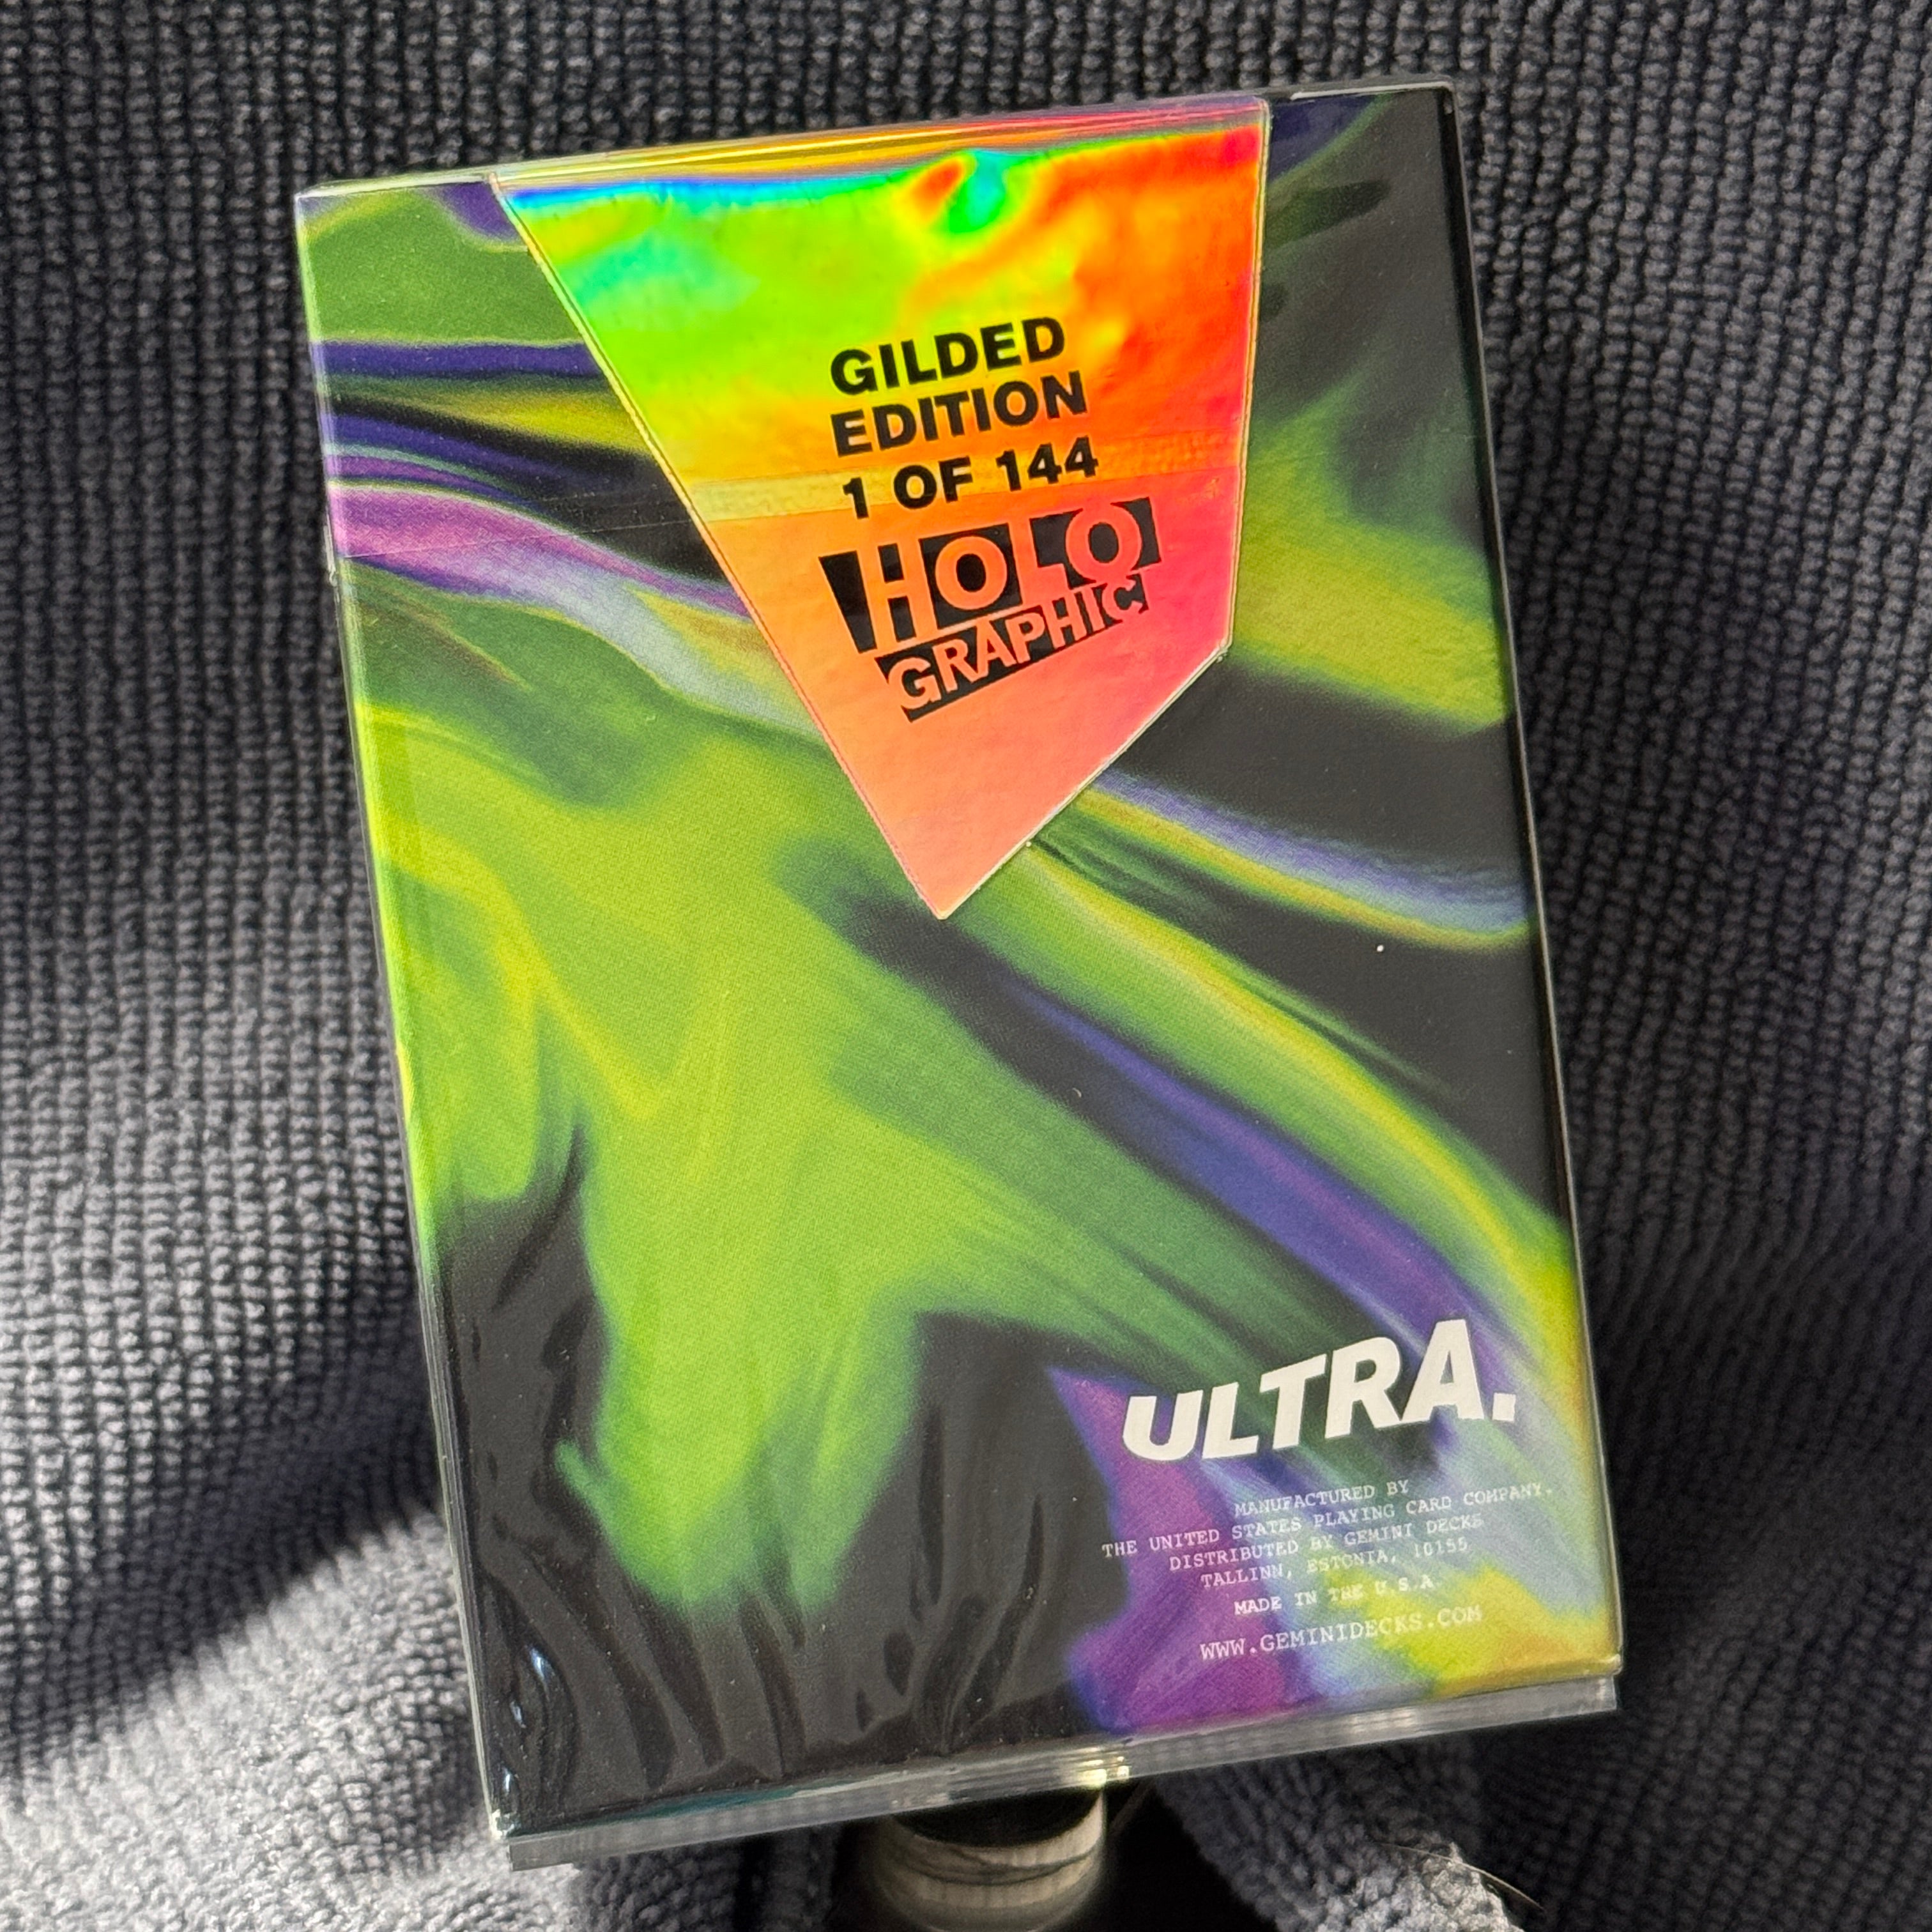 GILDED
EDITION
1 OF 144
HOLO
GRAPHIC
ULTRA.
MANUFACTURED BY
THE UNITED STATES PLAYING CARD COMPANY.
DISTRIBUTED BY GEMINI DECKS
TALLINN, ESTONIA, 10155
MADE IN THE U.S.A.
WWW.GEMINIDECKS.COM